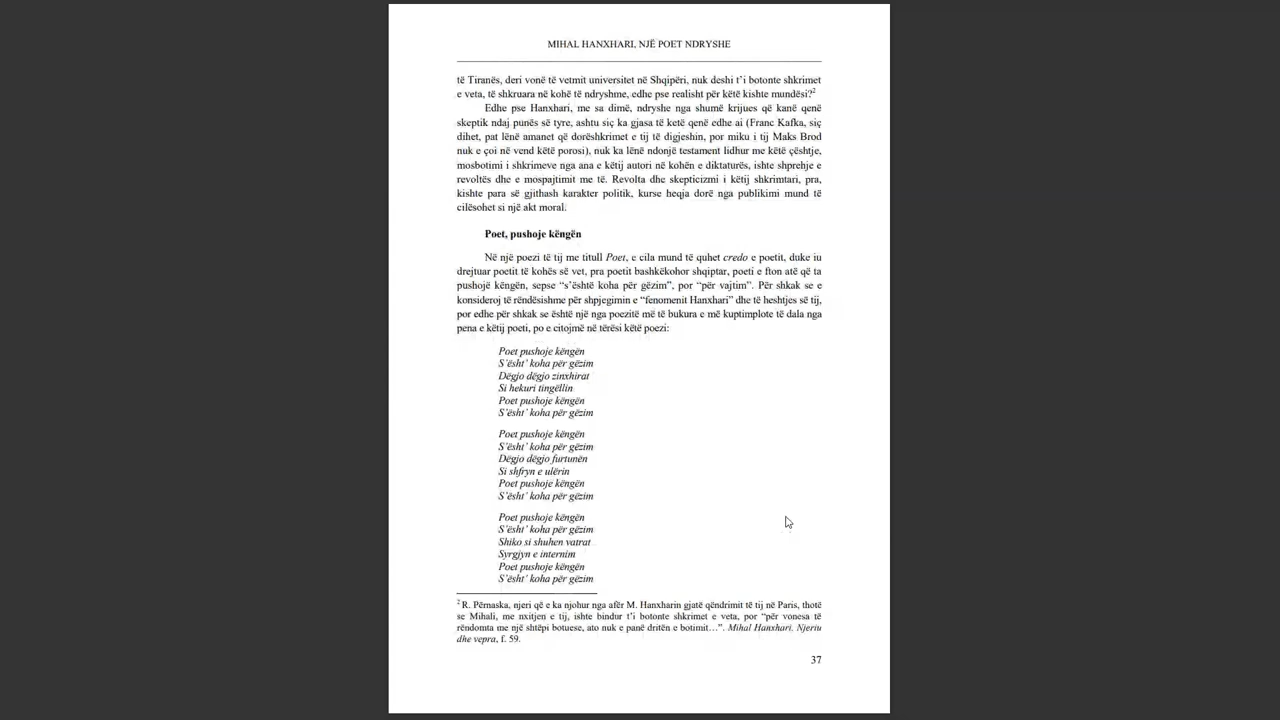 MIHAL HANXHARI, NJË POET NDRYSHE
të Tiranës, deri vonë të vetmit universitet në Shqipëri, nuk deshi t’i botonte shkrimet
e veta, të shkruara në kohë të ndryshme, edhe pse realisht për këtë kishte mundësi?2
Edhe pse Hanxhari, me sa dimë, ndryshe nga shumë krijues që kanë qenë
skeptik ndaj punës së tyre, ashtu siç ka gjasa të ketë qenë edhe ai (Franc Kafka, siç
dihet, pat lënë amanet që dorëshkrimet e tij të digjeshin, por miku i tij Maks Brod
nuk e çoi në vend këtë porosi), nuk ka lënë ndonjë testament lidhur me këtë çështje,
mosbotimi i shkrimeve nga ana e këtij autori në kohën e diktaturës, ishte shprehje e
revoltës dhe e mospajtimit me të. Revolta dhe skepticizmi i këtij shkrimtari, pra,
kishte para së gjithash karakter politik, kurse heqja dorë nga publikimi mund të
cilësohet si një akt moral.
Poet, pushoje këngën
Në një poezi të tij me titull Poet, e cila mund të quhet credo e poetit, duke iu
drejtuar poetit të kohës së vet, pra poetit bashkëkohor shqiptar, poeti e fton atë që ta
pushojë këngën, sepse “s’është koha për gëzim”, por “për vajtim”. Për shkak se e
konsideroj të rëndësishme për shpjegimin e “fenomenit Hanxhari” dhe të heshtjes së tij,
por edhe për shkak se është një nga poezitë më të bukura e më kuptimplote të dala nga
pena e këtij poeti, po e citojmë në tërësi këtë poezi:
Poet pushoje këngën
S’ësht’ koha për gëzim
Dëgjo dëgjo zinxhirat
Si hekuri tingëllin
Poet pushoje këngën
S’ësht’ koha për gëzim
Poet pushoje këngën
S’ësht’ koha për gëzim
Dëgjo dëgjo furtunën
Si shfryn e ulërin
Poet pushoje këngën
S’ësht’ koha për gëzim
Poet pushoje këngën
S’ësht’ koha për gëzim
Shiko si shuhen vatrat
Syrgjyn e internim
Poet pushoje këngën
S’ësht’ koha për gëzim
2 R. Përnaska, njeri që e ka njohur nga afër M. Hanxharin gjatë qëndrimit të tij në Paris, thotë
se Mihali, me nxitjen e tij, ishte bindur t’i botonte shkrimet e veta, por “për vonesa të
rëndomta me një shtëpi botuese, ato nuk e panë dritën e botimit…”. Mihal Hanxhari. Njeriu
dhe vepra, f. 59.
37